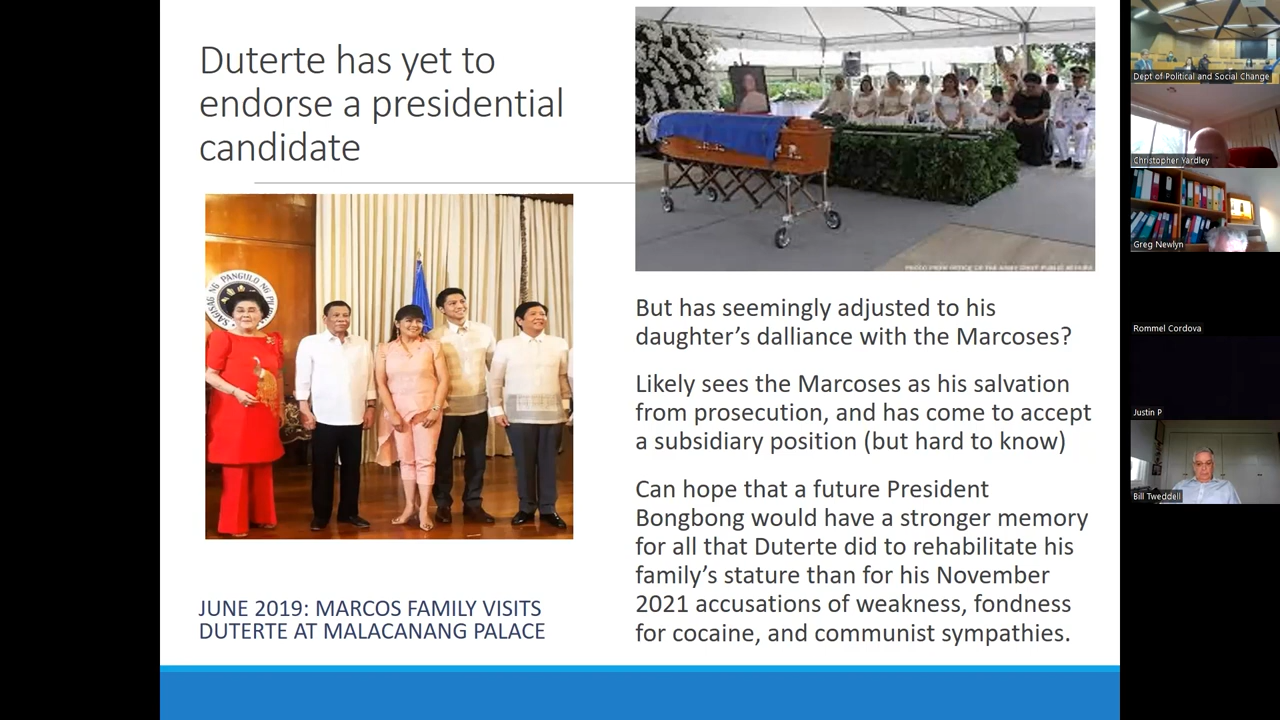 Duterte has yet to
endorse a presidential
candidate
SAGISAG NG PANGULO NG PILIPINAS
JUNE 2019: MARCOS FAMILY VISITS
DUTERTE AT MALACANANG PALACE
But has seemingly adjusted to his
daughter’s dalliance with the Marcoses?
Likely sees the Marcoses as his salvation
from prosecution, and has come to accept
a subsidiary position (but hard to know)
Can hope that a future President
Bongbong would have a stronger memory
for all that Duterte did to rehabilitate his
family’s stature than for his November
2021 accusations of weakness, fondness
for cocaine, and communist sympathies.
Dept of Political and Social Change
Christopher Yardley
Greg Newlyn
Rommel Cordova
Justin P
Bill Tweddell